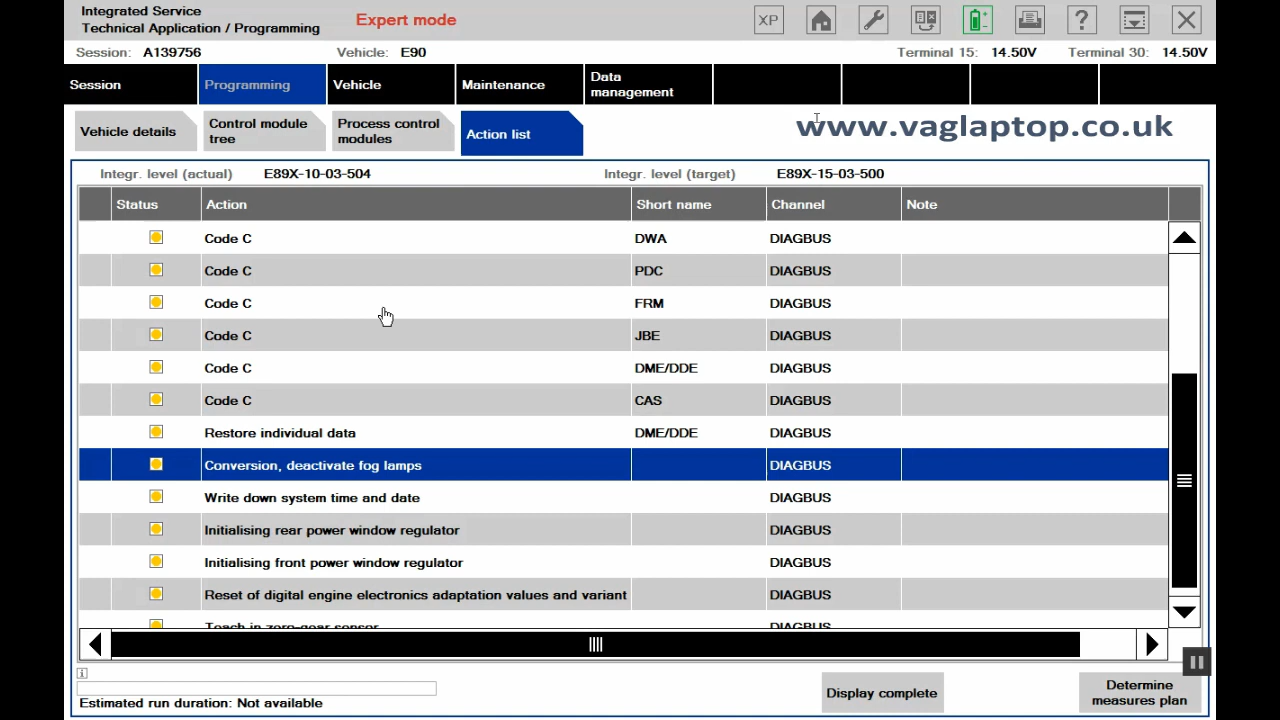 Integrated Service
Technical Application / Programming
Expert mode
XP
Session: A139756
Vehicle: E90
Terminal 15: 14.50V
Terminal 30: 14.50V
Session
Programming
Vehicle
Maintenance
Data
management
Vehicle details
Control module
tree
Process control
modules
Action list
www.vaglaptop.co.uk
Integr. level (actual) E89X-10-03-504
Integr. level (target) E89X-15-03-500
Status Action Short name Channel Note
Code C DWA DIAGBUS
Code C PDC DIAGBUS
Code C FRM DIAGBUS
Code C JBE DIAGBUS
Code C DME/DDE DIAGBUS
Code C CAS DIAGBUS
Restore individual data DME/DDE DIAGBUS
Conversion, deactivate fog lamps DIAGBUS
Write down system time and date DIAGBUS
Initialising rear power window regulator DIAGBUS
Initialising front power window regulator DIAGBUS
Reset of digital engine electronics adaptation values and variant DIAGBUS
Teach in zero-gear sensor DIAGBUS
Estimated run duration: Not available
Display complete
Determine
measures plan